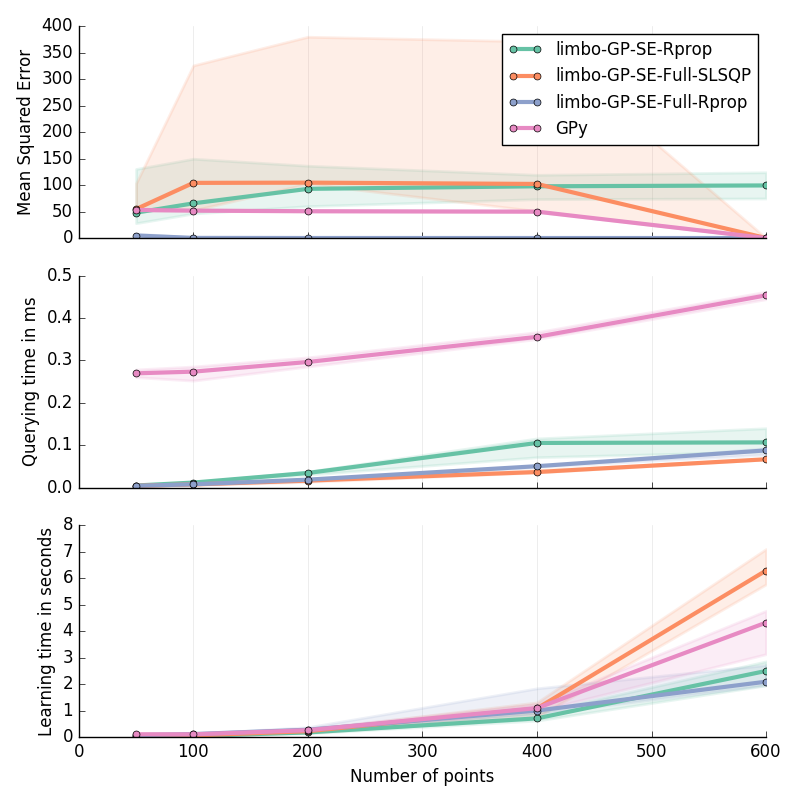 400
350
300
250
200
150
100
50
0
Mean Squared Error
limbo-GP-SE-Rprop
limbo-GP-SE-Full-SLSQP
limbo-GP-SE-Full-Rprop
GPy
0.5
0.4
0.3
0.2
0.1
0.0
Querying time in ms
8
7
6
5
4
3
2
1
0
Learning time in seconds
0 100 200 300 400 500 600
Number of points